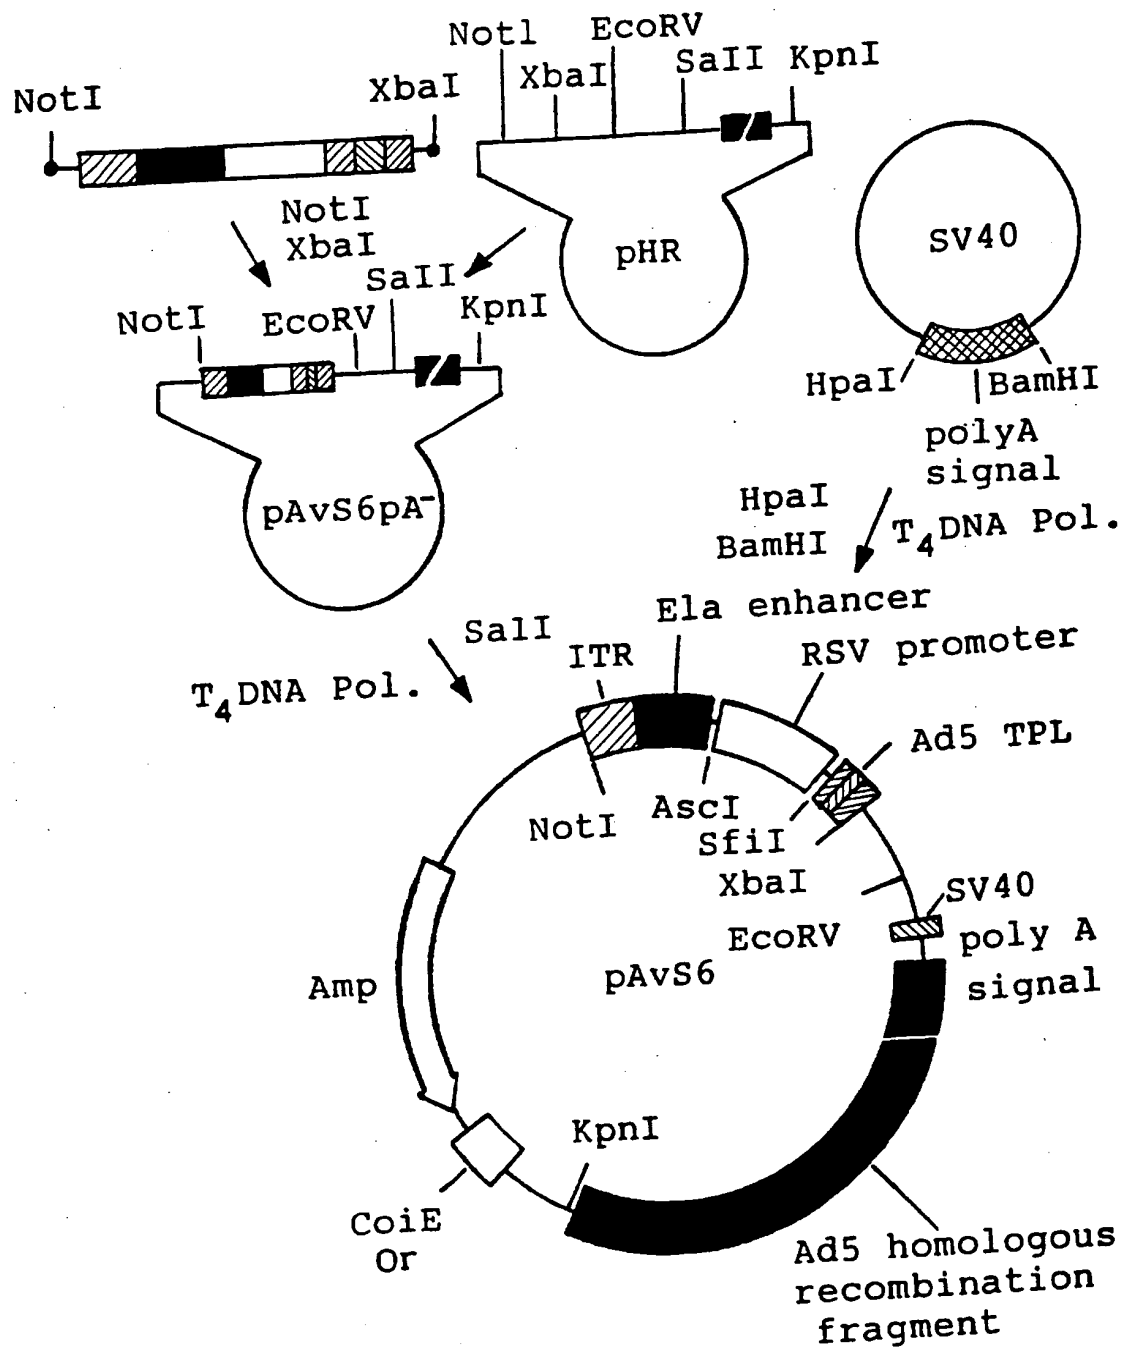 NotI
XbaI
NotI
XbaI
NotI
XbaI
EcoRV
SaII
KpnI
pHR
SV40
HpaI
BamHI
polyA
signal
NotI
EcoRV
SaII
KpnI
pAvS6pA⁻
HpaI
BamHI
T₄DNA Pol.
SalI
T₄DNA Pol.
ITR
Ela enhancer
RSV promoter
Ad5 TPL
NotI
AscI
SfiI
XbaI
EcoRV
SV40
poly A
signal
pAvS6
Amp
KpnI
CoiE
Or
Ad5 homologous
recombination
fragment